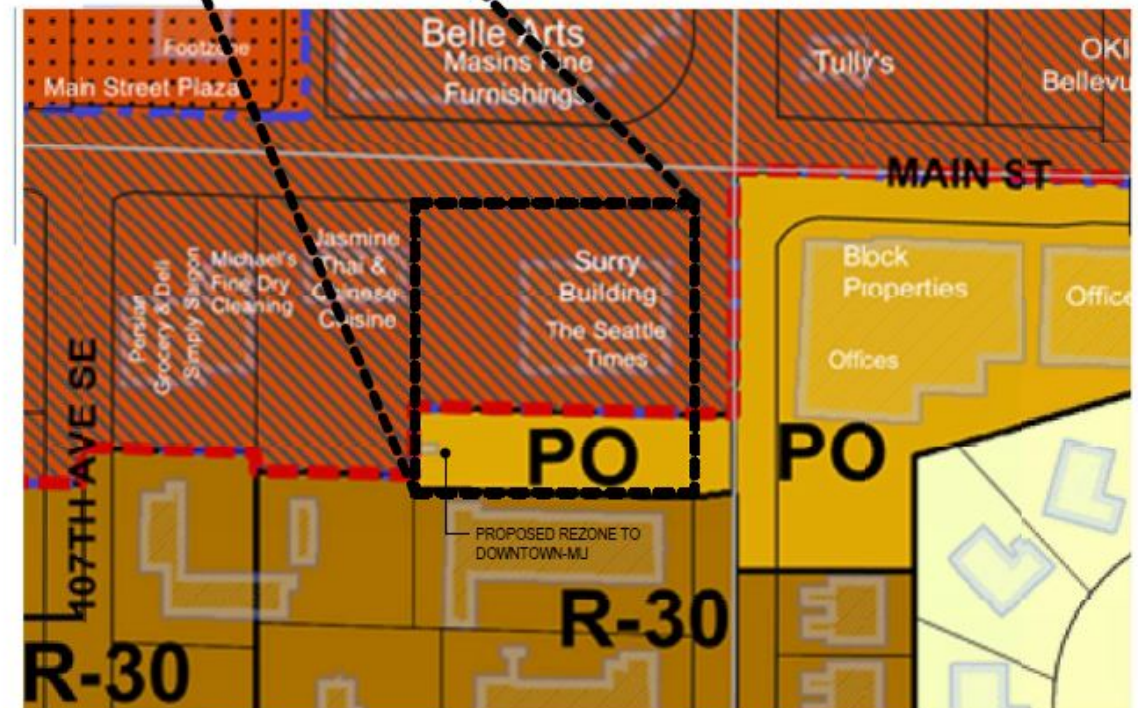 Footzone
Main Street Plaza
Belle Arts
Masins Fine
Furnishings
Tully's
OKI
Bellevu
MAIN ST
Persian
Grocery & Deli
Simply Saigon
Michael's
Fine Dry
Cleaning
Jasmine
Thai &
Chinese
Cuisine
Surry
Building
The Seattle
Times
Block
Properties
Offices
Office
PO
PO
PROPOSED REZONE TO
DOWNTOWN-MU
107TH AVE SE
R-30
R-30